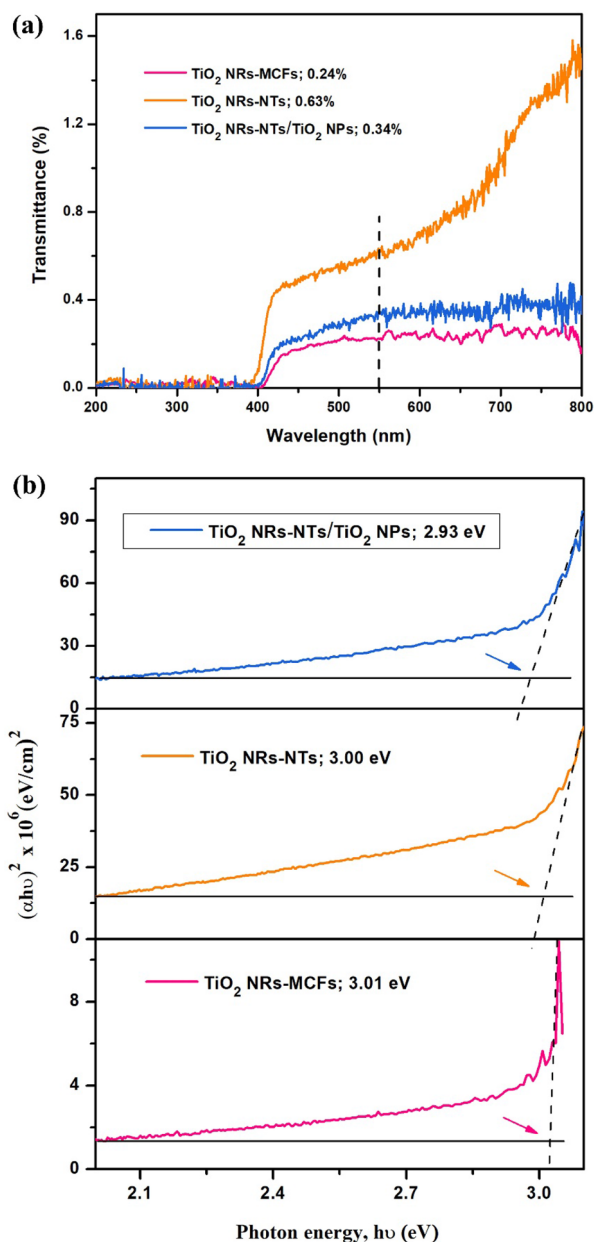 (a)
1.6
1.2
0.8
0.4
0.0
Transmittance (%)
TiO2 NRs-MCFs; 0.24%
TiO2 NRs-NTs; 0.63%
TiO2 NRs-NTs/TiO2 NPs; 0.34%
200 300 400 500 600 700 800
Wavelength (nm)
(b)
TiO2 NRs-NTs/TiO2 NPs; 2.93 eV
90
60
30
0
TiO2 NRs-NTs; 3.00 eV
75
50
25
0
(αhυ)2 x 106(eV/cm)2
TiO2 NRs-MCFs; 3.01 eV
8
4
0
2.1 2.4 2.7 3.0
Photon energy, hυ (eV)